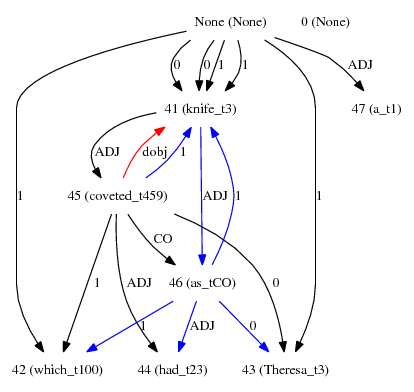 None (None) 0 (None)
0 0 1 1 ADJ
41 (knife_t3) 47 (a_t1)
ADJ dobj 1
1 45 (coveted_t459) ADJ 1 1
CO
1 ADJ 46 (as_tCO) 0
1 ADJ 0
42 (which_t100) 44 (had_t23) 43 (Theresa_t3)